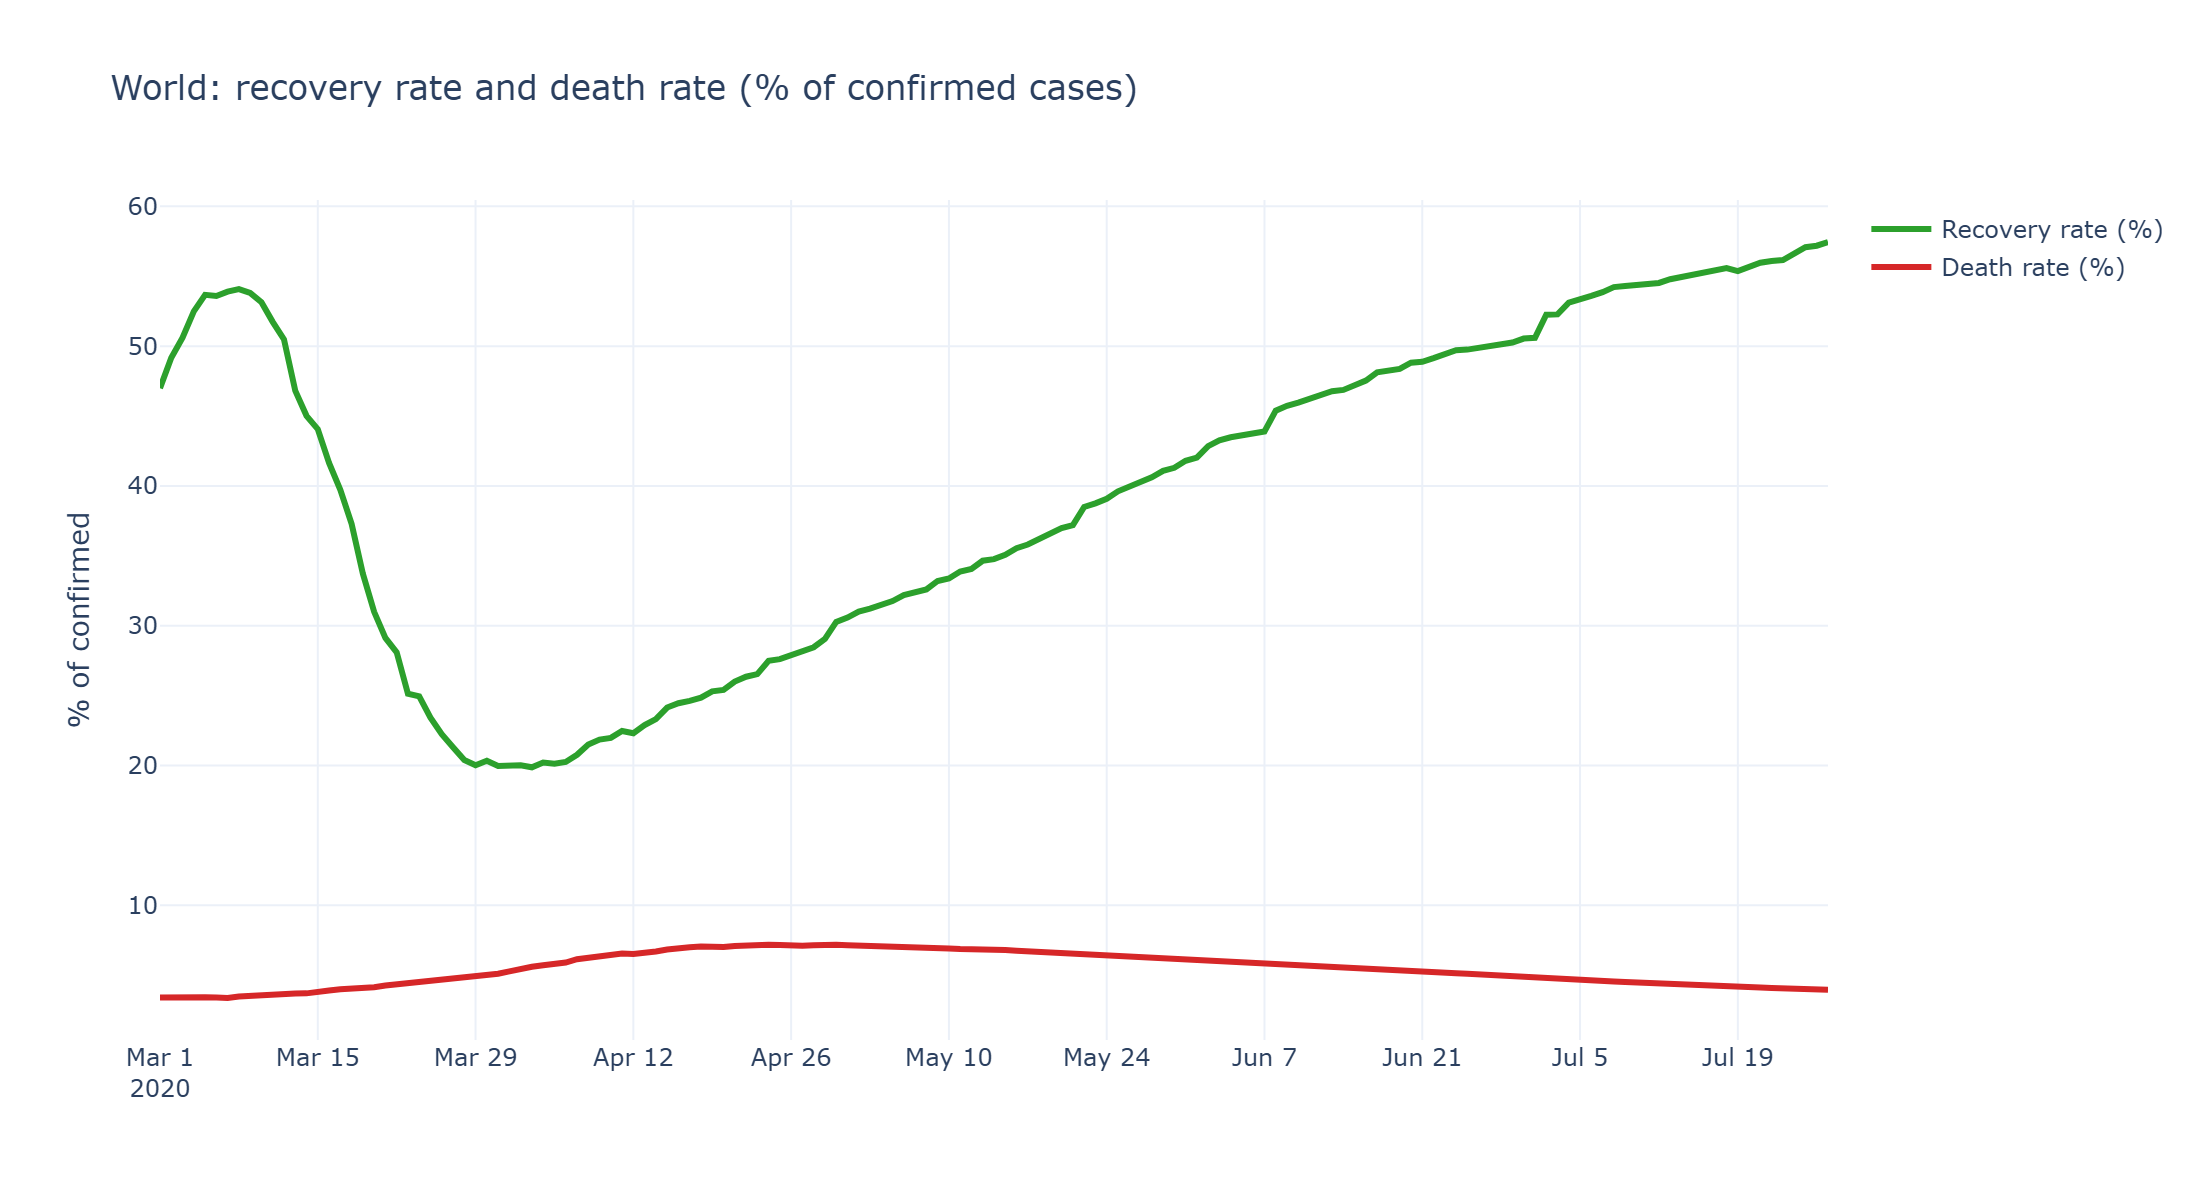 World: recovery rate and death rate (% of confirmed cases)
Recovery rate (%)
Death rate (%)
% of confirmed
60
50
40
30
20
10
Mar 1
2020
Mar 15
Mar 29
Apr 12
Apr 26
May 10
May 24
Jun 7
Jun 21
Jul 5
Jul 19